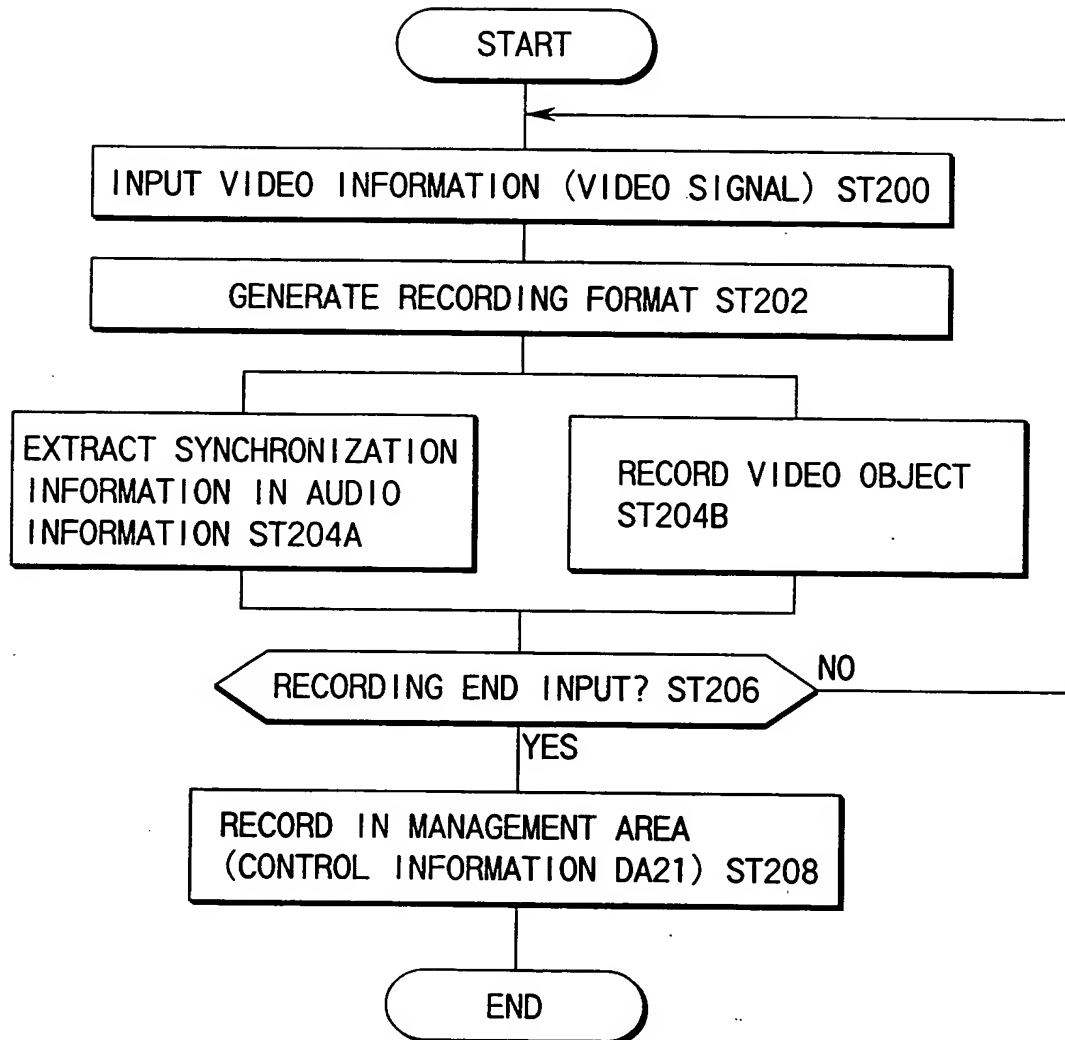 START
INPUT VIDEO INFORMATION (VIDEO SIGNAL) ST200
GENERATE RECORDING FORMAT ST202
EXTRACT SYNCHRONIZATION
INFORMATION IN AUDIO
INFORMATION ST204A
RECORD VIDEO OBJECT
ST204B
RECORDING END INPUT? ST206
NO
YES
RECORD IN MANAGEMENT AREA
(CONTROL INFORMATION DA21) ST208
END